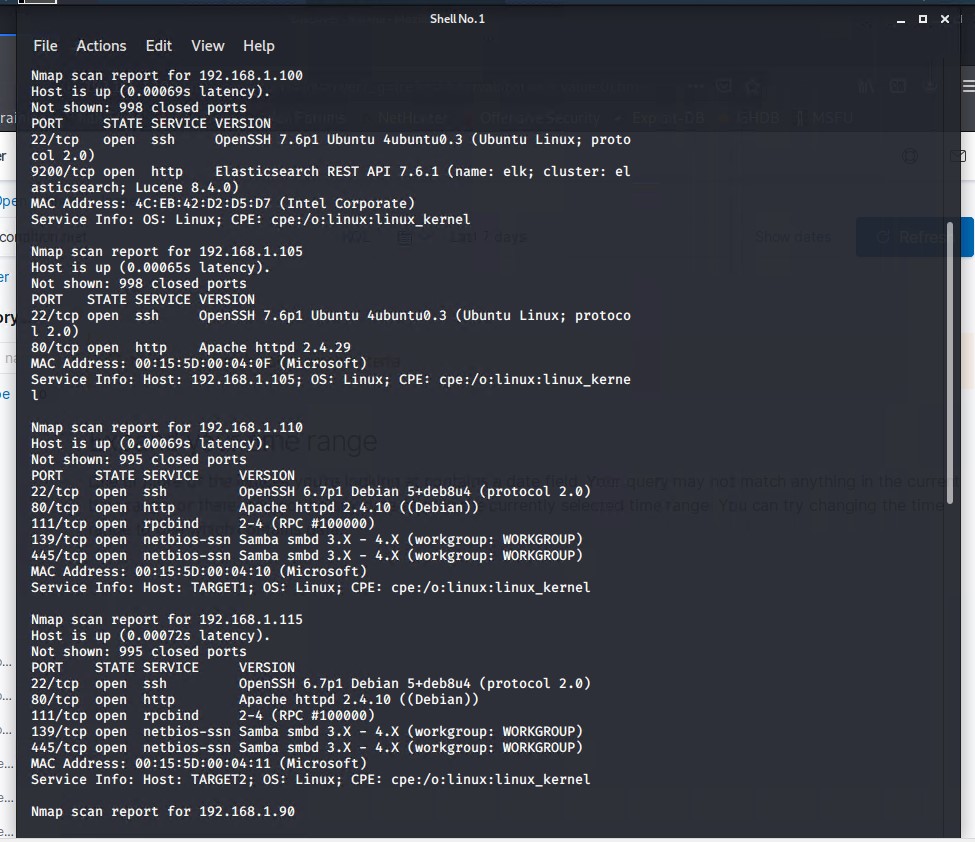 Shell No.1
File Actions Edit View Help
Nmap scan report for 192.168.1.100
Host is up (0.00069s latency).
Not shown: 998 closed ports
PORT     STATE SERVICE VERSION
22/tcp   open  ssh     OpenSSH 7.6p1 Ubuntu 4ubuntu0.3 (Ubuntu Linux; proto
col 2.0)
9200/tcp open  http    Elasticsearch REST API 7.6.1 (name: elk; cluster: el
asticsearch; Lucene 8.4.0)
MAC Address: 4C:EB:42:D2:D5:D7 (Intel Corporate)
Service Info: OS: Linux; CPE: cpe:/o:linux:linux_kernel
Nmap scan report for 192.168.1.105
Host is up (0.00065s latency).
Not shown: 998 closed ports
PORT   STATE SERVICE VERSION
22/tcp open  ssh     OpenSSH 7.6p1 Ubuntu 4ubuntu0.3 (Ubuntu Linux; protoco
l 2.0)
80/tcp open  http    Apache httpd 2.4.29
MAC Address: 00:15:5D:00:04:0F (Microsoft)
Service Info: Host: 192.168.1.105; OS: Linux; CPE: cpe:/o:linux:linux_kerne
l
Nmap scan report for 192.168.1.110
Host is up (0.00069s latency).
Not shown: 995 closed ports
PORT    STATE SERVICE     VERSION
22/tcp  open  ssh         OpenSSH 6.7p1 Debian 5+deb8u4 (protocol 2.0)
80/tcp  open  http        Apache httpd 2.4.10 ((Debian))
111/tcp open  rpcbind     2-4 (RPC #100000)
139/tcp open  netbios-ssn Samba smbd 3.X - 4.X (workgroup: WORKGROUP)
445/tcp open  netbios-ssn Samba smbd 3.X - 4.X (workgroup: WORKGROUP)
MAC Address: 00:15:5D:00:04:10 (Microsoft)
Service Info: Host: TARGET1; OS: Linux; CPE: cpe:/o:linux:linux_kernel
Nmap scan report for 192.168.1.115
Host is up (0.00072s latency).
Not shown: 995 closed ports
PORT    STATE SERVICE     VERSION
22/tcp  open  ssh         OpenSSH 6.7p1 Debian 5+deb8u4 (protocol 2.0)
80/tcp  open  http        Apache httpd 2.4.10 ((Debian))
111/tcp open  rpcbind     2-4 (RPC #100000)
139/tcp open  netbios-ssn Samba smbd 3.X - 4.X (workgroup: WORKGROUP)
445/tcp open  netbios-ssn Samba smbd 3.X - 4.X (workgroup: WORKGROUP)
MAC Address: 00:15:5D:00:04:11 (Microsoft)
Service Info: Host: TARGET2; OS: Linux; CPE: cpe:/o:linux:linux_kernel
Nmap scan report for 192.168.1.90